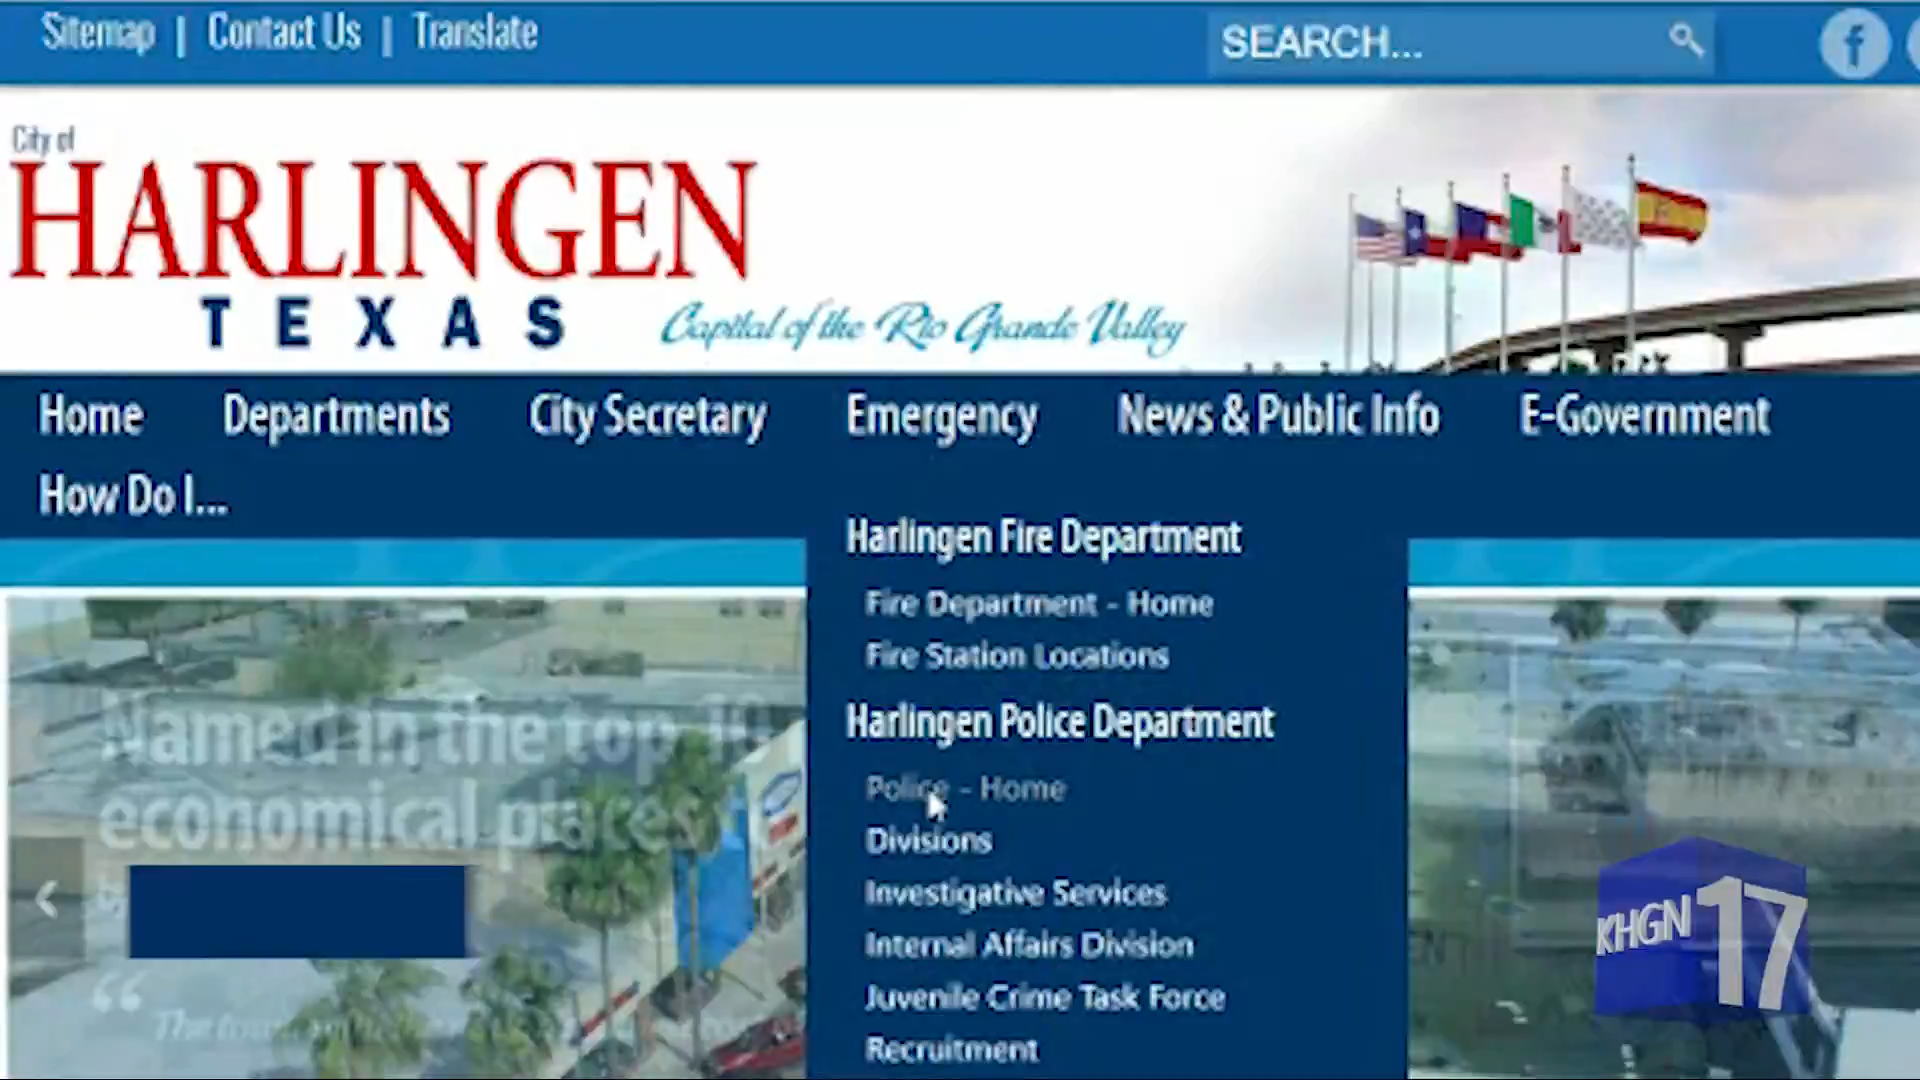 Sitemap | Contact Us | Translate
SEARCH...
f
City of
HARLINGEN
TEXAS
Capital of the Rio Grande Valley
Home Departments City Secretary Emergency News & Public Info E-Government
How Do I...
Harlingen Fire Department
Fire Department - Home
Fire Station Locations
Harlingen Police Department
Police - Home
Divisions
Investigative Services
Internal Affairs Division
Juvenile Crime Task Force
Recruitment
Named in the top 10
economical places
“
The
KHGN 17